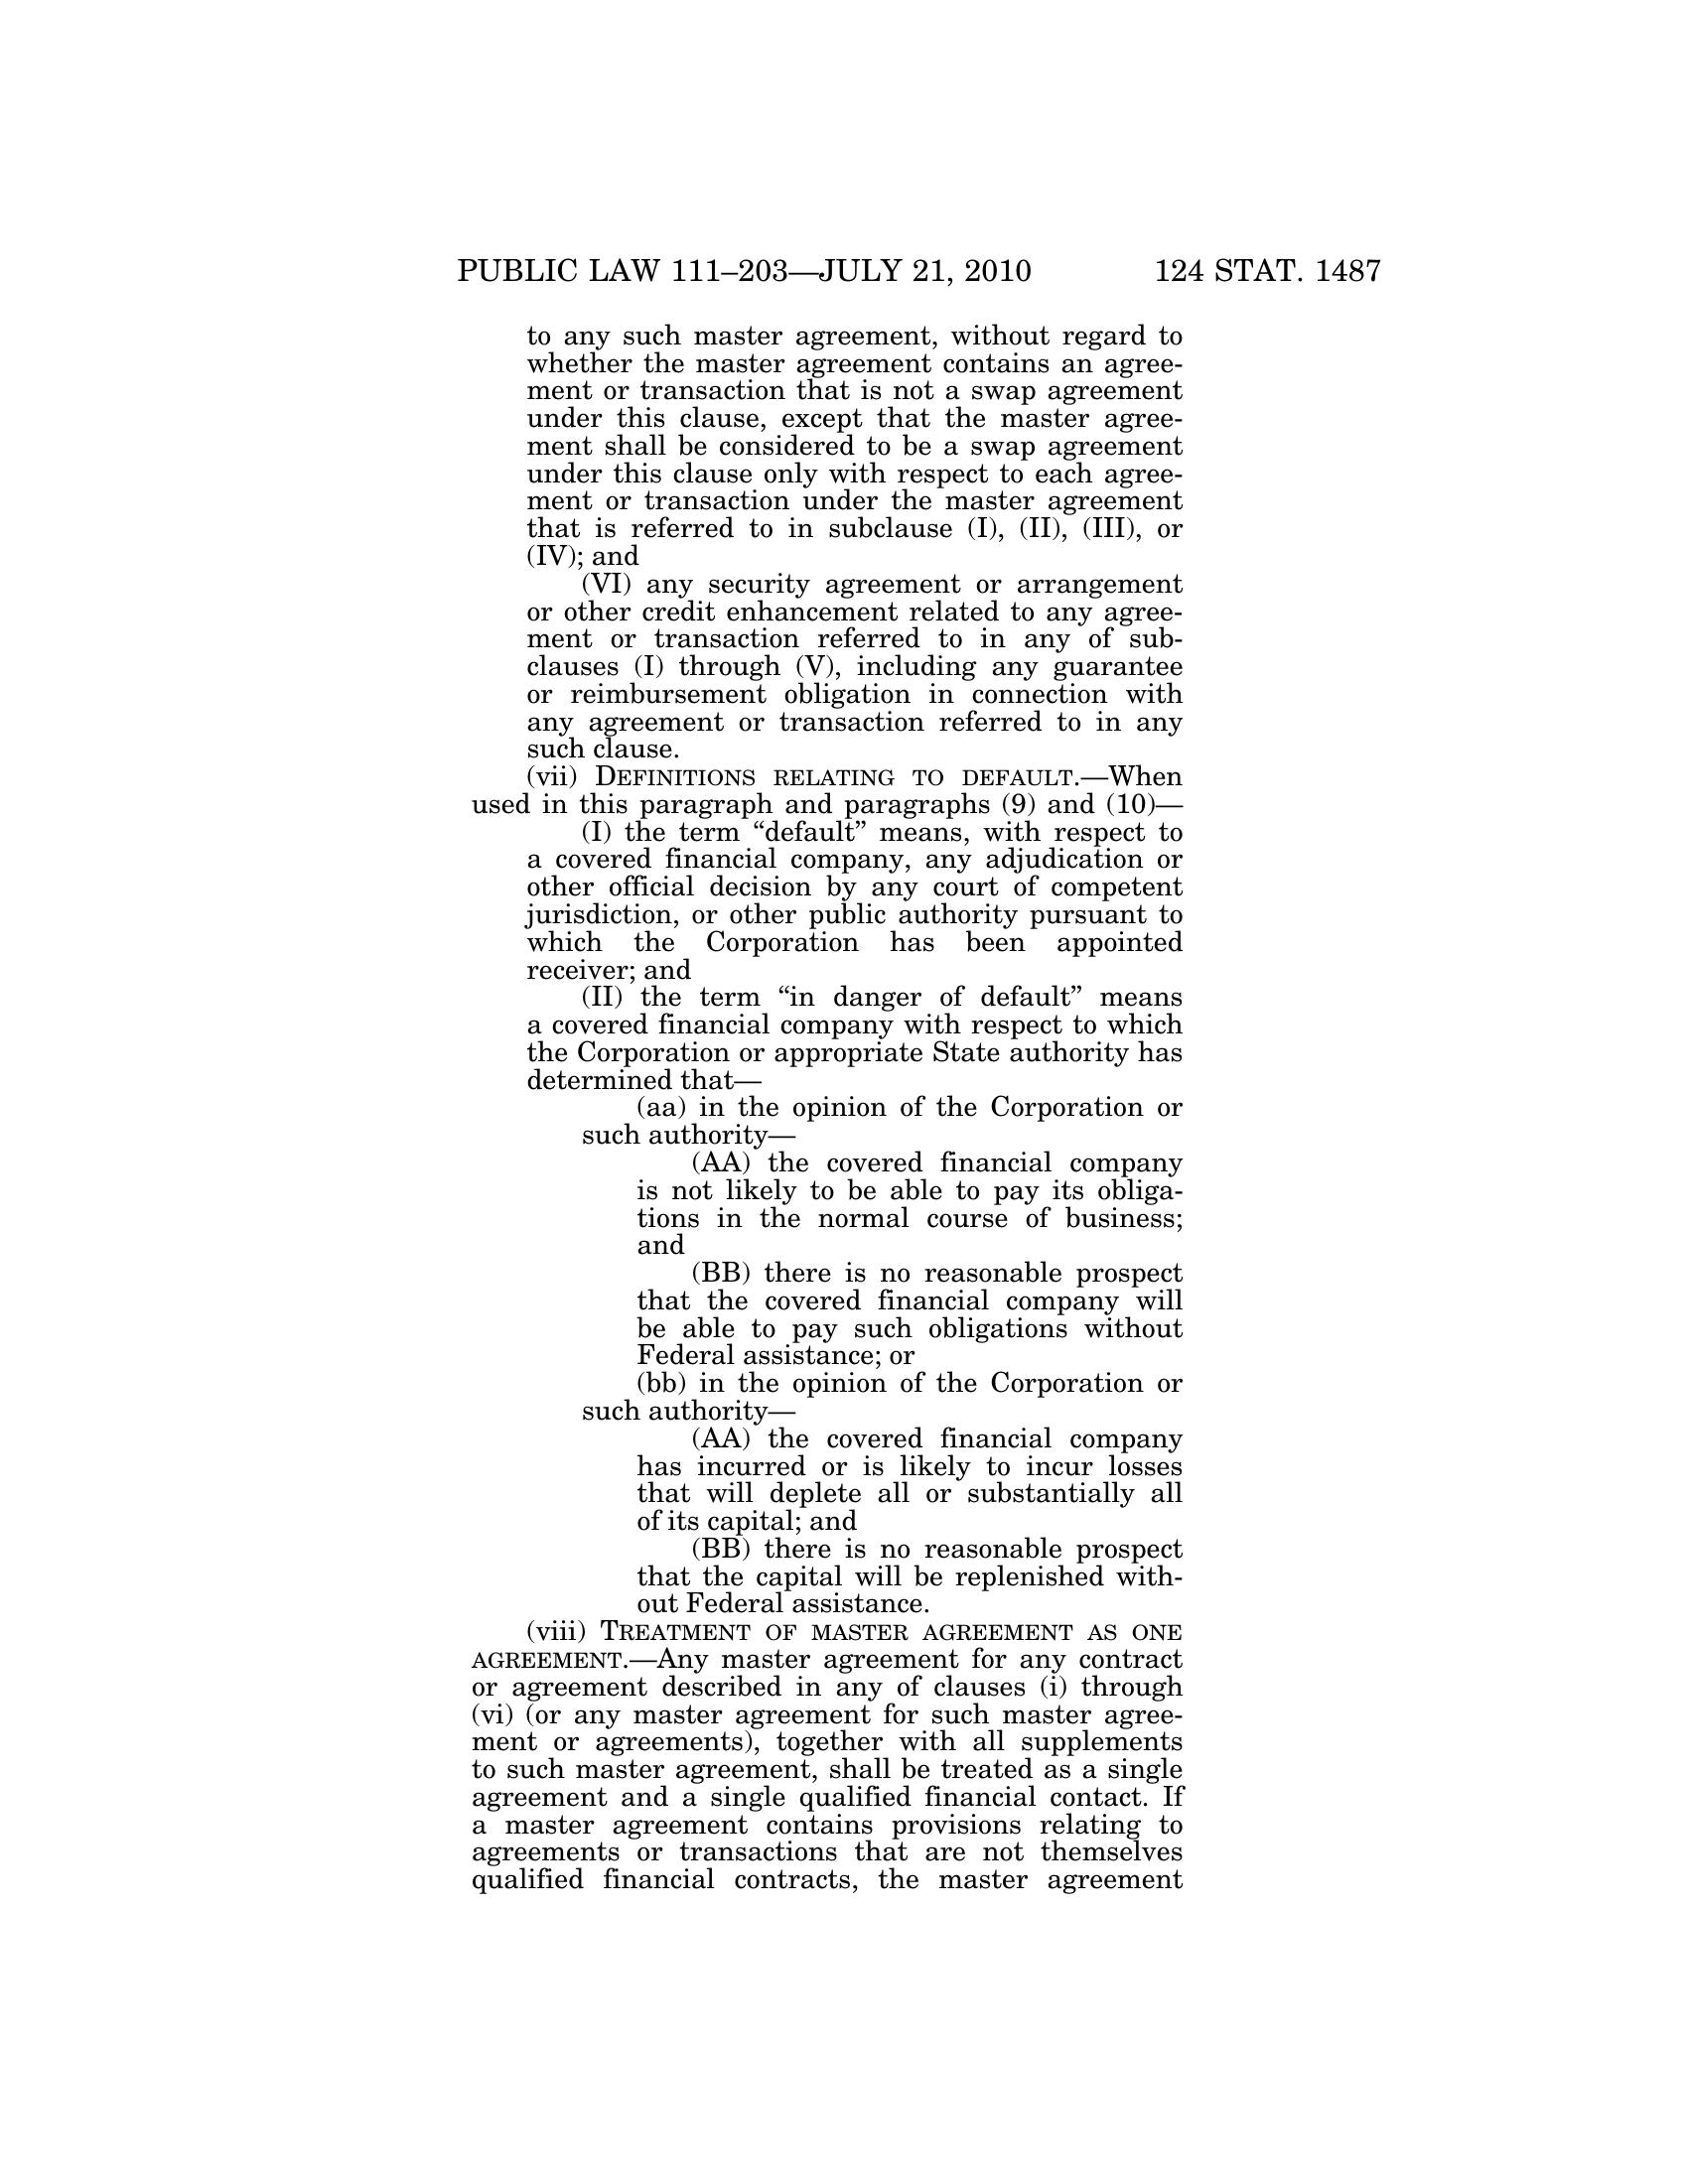 PUBLIC LAW 111–203—JULY 21, 2010 124 STAT. 1487
to any such master agreement, without regard to
whether the master agreement contains an agree-
ment or transaction that is not a swap agreement
under this clause, except that the master agree-
ment shall be considered to be a swap agreement
under this clause only with respect to each agree-
ment or transaction under the master agreement
that is referred to in subclause (I), (II), (III), or
(IV); and
(VI) any security agreement or arrangement
or other credit enhancement related to any agree-
ment or transaction referred to in any of sub-
clauses (I) through (V), including any guarantee
or reimbursement obligation in connection with
any agreement or transaction referred to in any
such clause.
(vii) DEFINITIONS RELATING TO DEFAULT.—When
used in this paragraph and paragraphs (9) and (10)—
(I) the term “default” means, with respect to
a covered financial company, any adjudication or
other official decision by any court of competent
jurisdiction, or other public authority pursuant to
which the Corporation has been appointed
receiver; and
(II) the term “in danger of default” means
a covered financial company with respect to which
the Corporation or appropriate State authority has
determined that—
(aa) in the opinion of the Corporation or
such authority—
(AA) the covered financial company
is not likely to be able to pay its obliga-
tions in the normal course of business;
and
(BB) there is no reasonable prospect
that the covered financial company will
be able to pay such obligations without
Federal assistance; or
(bb) in the opinion of the Corporation or
such authority—
(AA) the covered financial company
has incurred or is likely to incur losses
that will deplete all or substantially all
of its capital; and
(BB) there is no reasonable prospect
that the capital will be replenished with-
out Federal assistance.
(viii) TREATMENT OF MASTER AGREEMENT AS ONE
AGREEMENT.—Any master agreement for any contract
or agreement described in any of clauses (i) through
(vi) (or any master agreement for such master agree-
ment or agreements), together with all supplements
to such master agreement, shall be treated as a single
agreement and a single qualified financial contact. If
a master agreement contains provisions relating to
agreements or transactions that are not themselves
qualified financial contracts, the master agreement